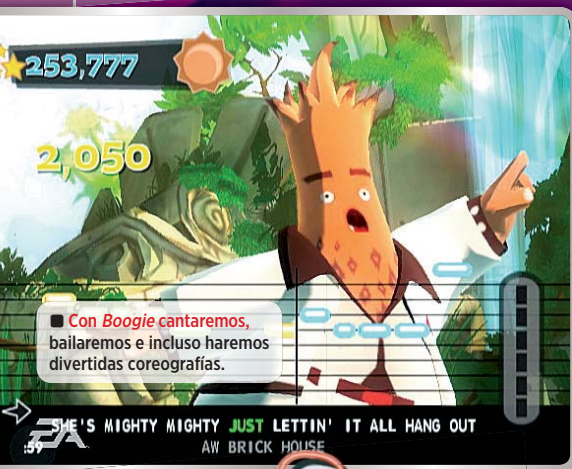 253,777
2,050
■ Con Boogie cantaremos,
bailaremos e incluso haremos
divertidas coreografías.
SHE'S MIGHTY MIGHTY JUST LETTIN' IT ALL HANG OUT
:59 EA AW BRICK HOUSE